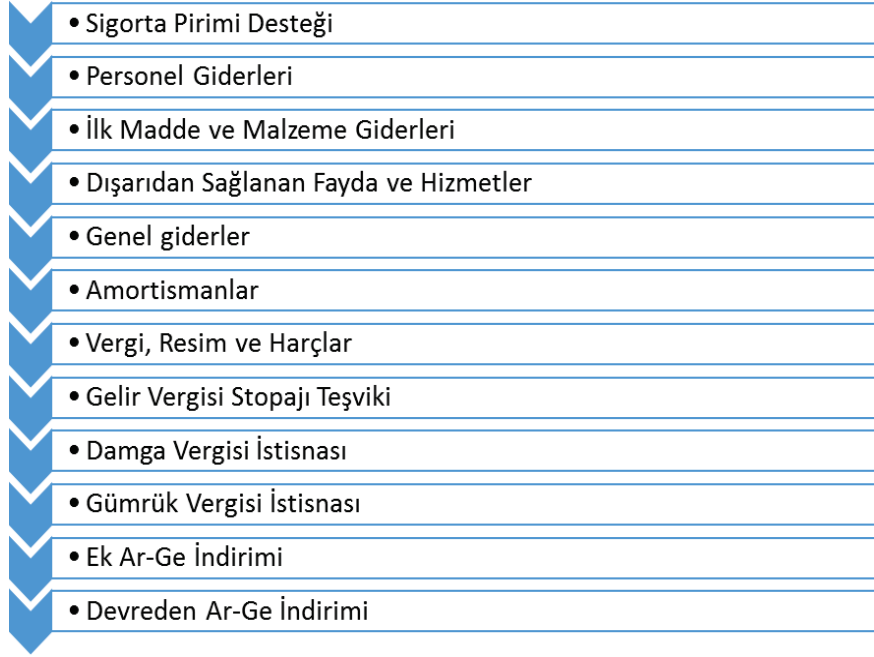 • Sigorta Pirimi Desteği
• Personel Giderleri
• İlk Madde ve Malzeme Giderleri
• Dışarıdan Sağlanan Fayda ve Hizmetler
• Genel giderler
• Amortismanlar
• Vergi, Resim ve Harçlar
• Gelir Vergisi Stopajı Teşviki
• Damga Vergisi İstisnası
• Gümrük Vergisi İstisnası
• Ek Ar-Ge İndirimi
• Devreden Ar-Ge İndirimi